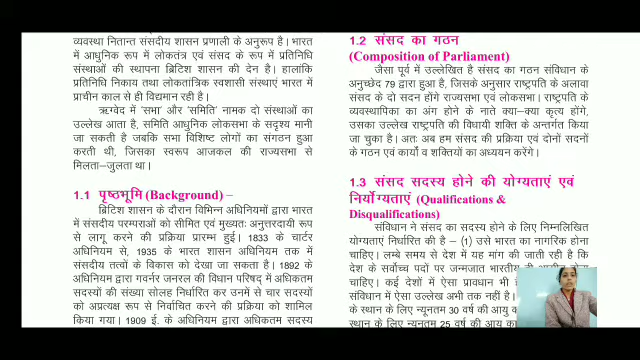 व्यवस्था नितान्त संसदीय शासन प्रणाली के अनुरूप है। भारत
में आधुनिक रूप में लोकतंत्र एवं संसद के रूप में प्रतिनिधि
संस्थाओं की स्थापना ब्रिटिश शासन की देन है। हालांकि
प्रतिनिधि निकाय तथा लोकतांत्रिक स्वशासी संस्थाएं भारत में
प्राचीन काल से ही विद्यमान रही है।
ऋग्वेद में 'सभा' और 'समिति' नामक दो संस्थाओं का
उल्लेख आता है, समिति आधुनिक लोकसभा के सदृश्य मानी
जा सकती है जबकि सभा विशिष्ट लोगों का संगठन हुआ
करती थी, जिसका स्वरूप आजकल की राज्यसभा से
मिलता–जुलता था।
1.1 पृष्ठभूमि (Background) –
ब्रिटिश शासन के दौरान विभिन्न अधिनियमों द्वारा भारत
में संसदीय परम्पराओं को सीमित एवं मुख्यतः अनुत्तरदायी रूप
से लागू करने की प्रक्रिया प्रारम्भ हुई। 1833 के चार्टर
अधिनियम से, 1935 के भारत शासन अधिनियम तक में
संसदीय तत्वों के विकास को देखा जा सकता है। 1892 के
अधिनियम द्वारा गवर्नर जनरल की विधान परिषद् में अधिकतम
सदस्यों की संख्या सोलह निर्धारित कर उनमें से चार सदस्यों
को अप्रत्यक्ष रूप से निर्वाचित करने की प्रक्रिया को शामिल
किया गया। 1909 ई. के अधिनियम द्वारा अधिकतम सदस्य
1.2 संसद का गठन
(Composition of Parliament)
जैसा पूर्व में उल्लेखित है संसद का गठन संविधान के
अनुच्छेद 79 द्वारा हुआ है, जिसके अनुसार राष्ट्रपति के अलावा
संसद के दो सदन होंगे राज्यसभा एवं लोकसभा। राष्ट्रपति के
व्यवस्थापिका का अंग होने के नाते क्या–क्या कृत्य होंगे,
उसका उल्लेख राष्ट्रपति की विधायी शक्ति के अन्तर्गत किया
जा चुका है। अतः अब हम संसद की प्रक्रिया एवं दोनों सदनों
के गठन एवं कार्यो व शक्तियों का अध्ययन करेंगे।
1.3 संसद सदस्य होने की योग्यताएं एवं
निर्योग्यताएं (Qualifications &
Disqualifications)
संविधान ने संसद का सदस्य होने के लिए निम्नलिखित
योग्यताएं निर्धारित की है – (1) उसे भारत का नागरिक होना
चाहिए। लम्बे समय से देश में यह मांग की जाती रही है कि
देश के सर्वोच्च पदों पर जन्मजात भारतीय ही
चाहिए। कई देशों में ऐसा प्रावधान भी
संविधान में ऐसा उल्लेख अभी तक नहीं है।
के स्थान के लिए न्यूनतम 30 वर्ष की आयु
स्थान के लिए न्यूनतम 25 वर्ष की आयु का